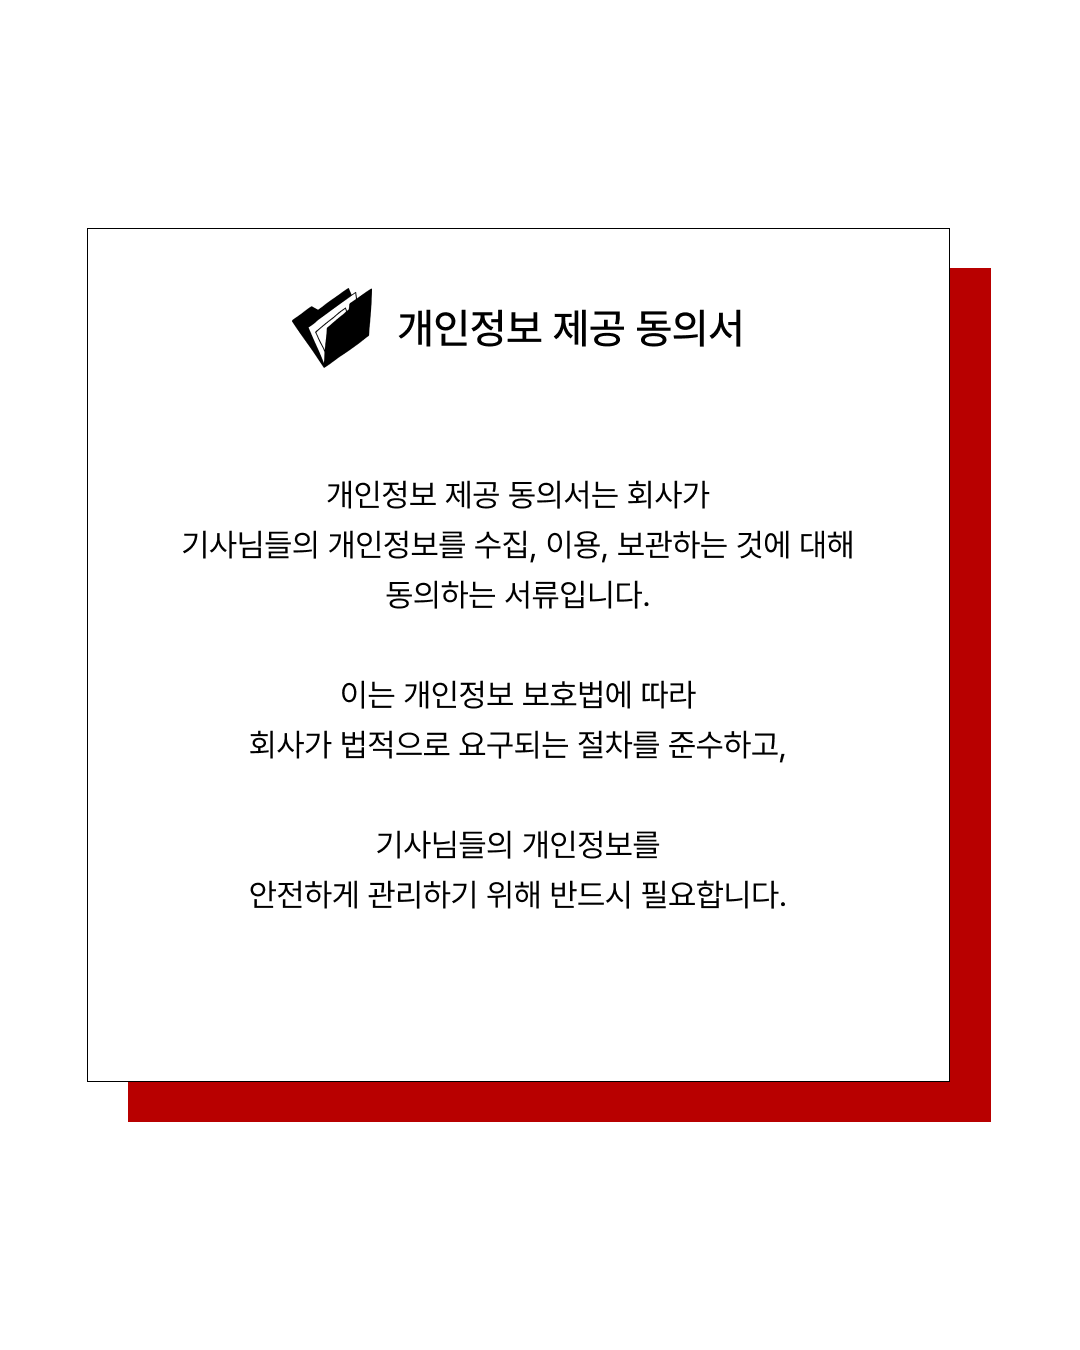 개인정보 제공 동의서
개인정보 제공 동의서는 회사가
기사님들의 개인정보를 수집, 이용, 보관하는 것에 대해
동의하는 서류입니다.
이는 개인정보 보호법에 따라
회사가 법적으로 요구되는 절차를 준수하고,
기사님들의 개인정보를
안전하게 관리하기 위해 반드시 필요합니다.